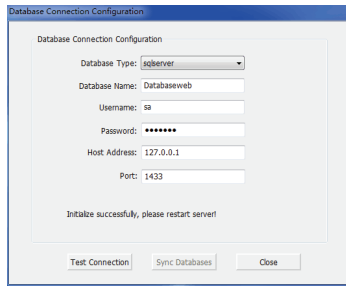 Database Connection Configuration
Database Connection Configuration
Database Type: sqlserver
Database Name: Databaseweb
Username: sa
Password: •••••••
Host Address: 127.0.0.1
Port: 1433
Initialize successfully, please restart server!
Test Connection Sync Databases Close